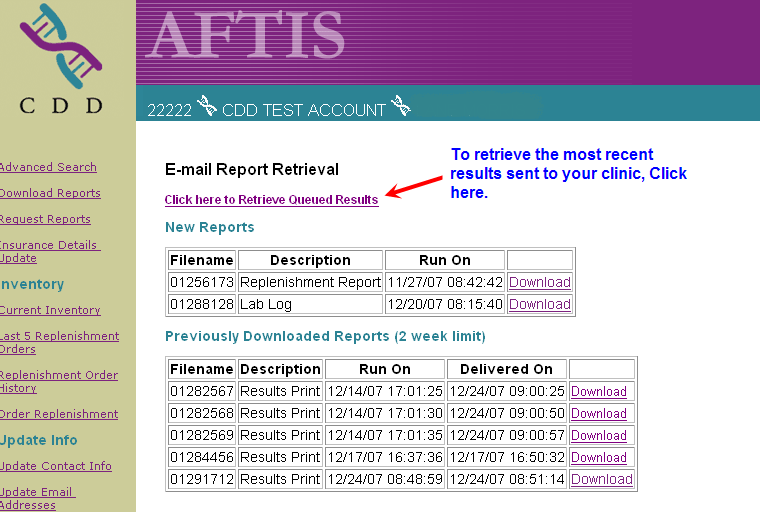 AFTIS
CDD
22222 CDD TEST ACCOUNT
Advanced Search
Download Reports
Request Reports
Insurance Details
Update
Inventory
Current Inventory
Last 5 Replenishment
Orders
Replenishment Order
History
Order Replenishment
Update Info
Update Contact Info
Update Email
Addresses
E-mail Report Retrieval
Click here to Retrieve Queued Results
To retrieve the most recent
results sent to your clinic, Click
here.
New Reports
Filename Description Run On
01256173 Replenishment Report 11/27/07 08:42:42 Download
01288128 Lab Log 12/20/07 08:15:40 Download
Previously Downloaded Reports (2 week limit)
Filename Description Run On Delivered On
01282567 Results Print 12/14/07 17:01:25 12/24/07 09:00:25 Download
01282568 Results Print 12/14/07 17:01:30 12/24/07 09:00:50 Download
01282569 Results Print 12/14/07 17:01:35 12/24/07 09:00:57 Download
01284456 Results Print 12/17/07 16:37:36 12/17/07 16:50:32 Download
01291712 Results Print 12/24/07 08:48:59 12/24/07 08:51:14 Download